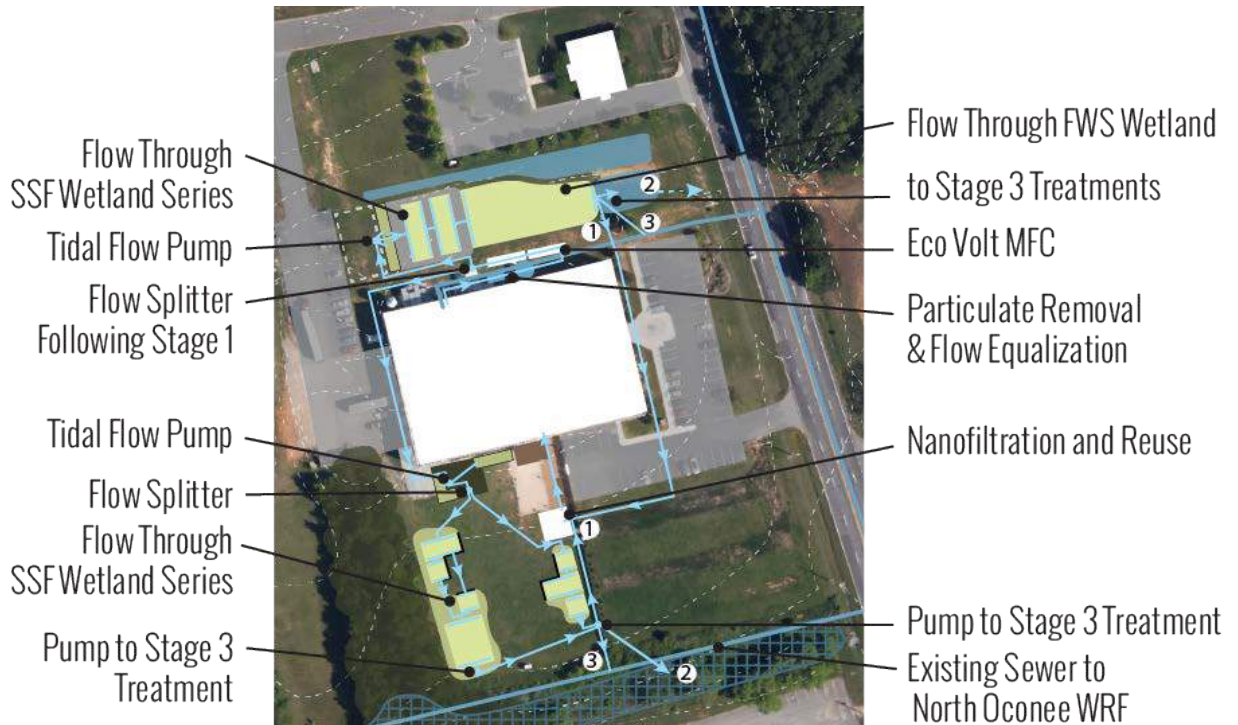 Flow Through
SSF Wetland Series
Tidal Flow Pump
Flow Splitter
Following Stage 1
Tidal Flow Pump
Flow Splitter
Flow Through
SSF Wetland Series
Pump to Stage 3
Treatment
2
3
1
1
3
2
Flow Through FWS Wetland
to Stage 3 Treatments
Eco Volt MFC
Particulate Removal
& Flow Equalization
Nanofiltration and Reuse
Pump to Stage 3 Treatment
Existing Sewer to
North Oconee WRF